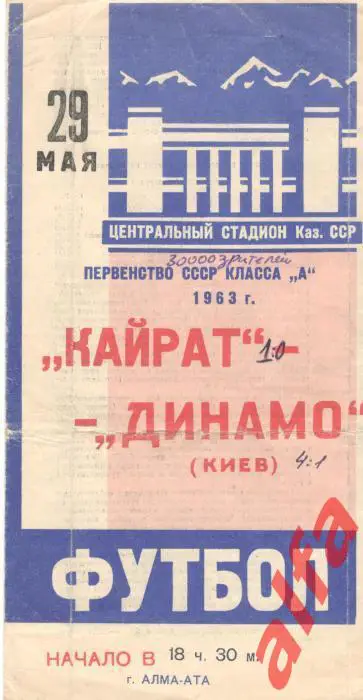 29
МАЯ
ЦЕНТРАЛЬНЫЙ СТАДИОН Каз. ССР
30000 зрителей
ПЕРВЕНСТВО СССР КЛАССА „А"
1963 г.
„КАЙРАТ" 1:0 -
- „ДИНАМО"
(КИЕВ) 4:1
ФУТБОЛ
НАЧАЛО В 18 ч. 30 м.
г. АЛМА-АТА
alfa